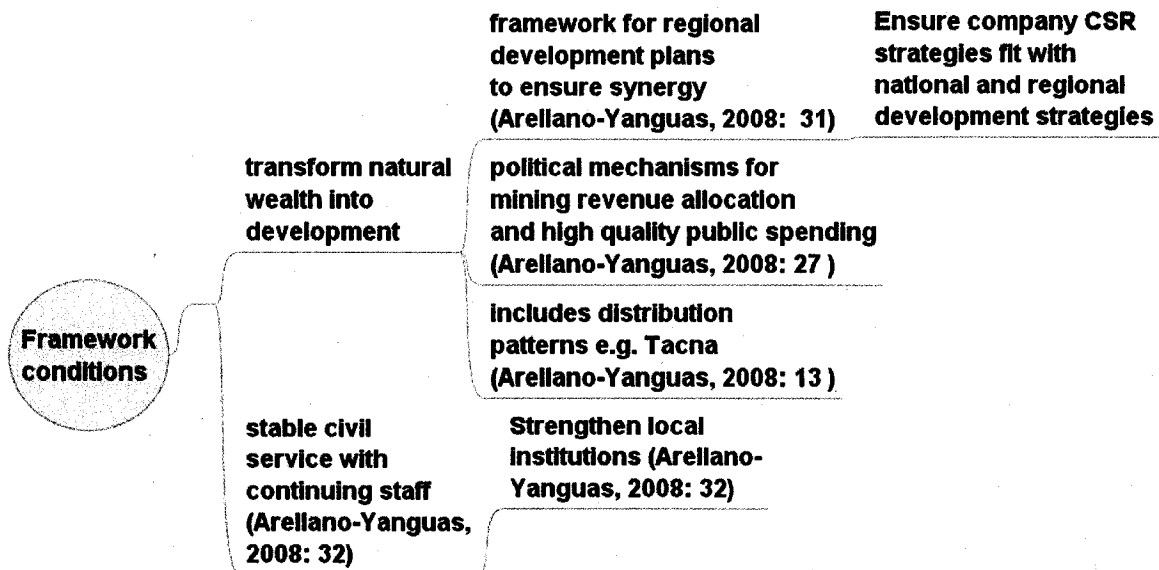 Framework
conditions
transform natural
wealth into
development
framework for regional
development plans
to ensure synergy
(Arellano-Yanguas, 2008: 31)
Ensure company CSR
strategies fit with
national and regional
development strategies
political mechanisms for
mining revenue allocation
and high quality public spending
(Arellano-Yanguas, 2008: 27 )
includes distribution
patterns e.g. Tacna
(Arellano-Yanguas, 2008: 13 )
stable civil
service with
continuing staff
(Arellano-Yanguas,
2008: 32)
Strengthen local
institutions (Arellano-
Yanguas, 2008: 32)